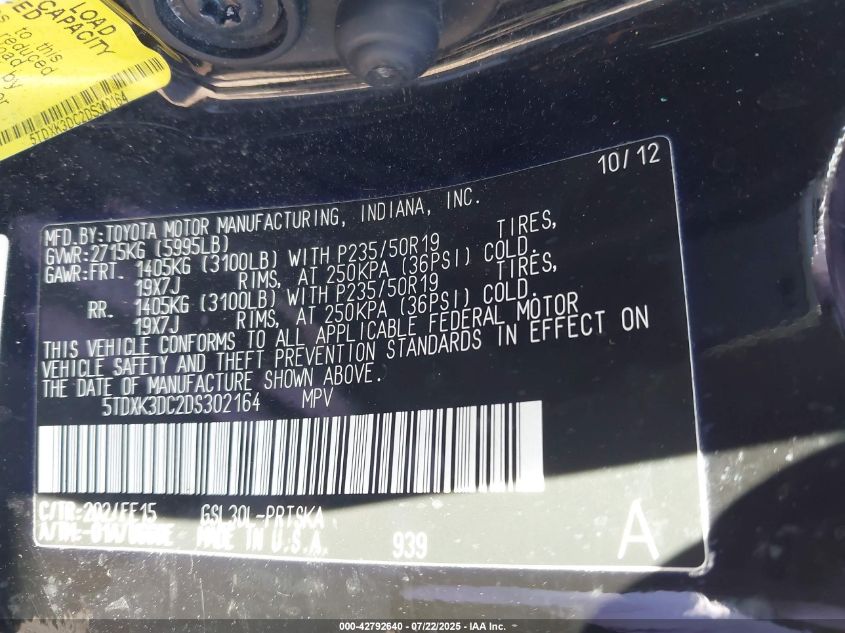 LOAD
CAPACITY
ED
to this
reduced
by
5TDXK3DC2DS302164
10/12
MFD.BY:TOYOTA MOTOR MANUFACTURING, INDIANA, INC.
GVWR:2715KG (5995LB)
GAWR:FRT. 1405KG (3100LB) WITH P235/50R19 TIRES,
19X7J RIMS, AT 250KPA (36PSI) COLD.
RR. 1405KG (3100LB) WITH P235/50R19 TIRES,
19X7J RIMS, AT 250KPA (36PSI) COLD.
THIS VEHICLE CONFORMS TO ALL APPLICABLE FEDERAL MOTOR
VEHICLE SAFETY AND THEFT PREVENTION STANDARDS IN EFFECT ON
THE DATE OF MANUFACTURE SHOWN ABOVE.
5TDXK3DC2DS302164 MPV
C/TR:202/FE15 GSL30L-PRTSKA
MADE IN U.S.A. 939 A
000-42792640 - 07/22/2025 - IAA Inc.